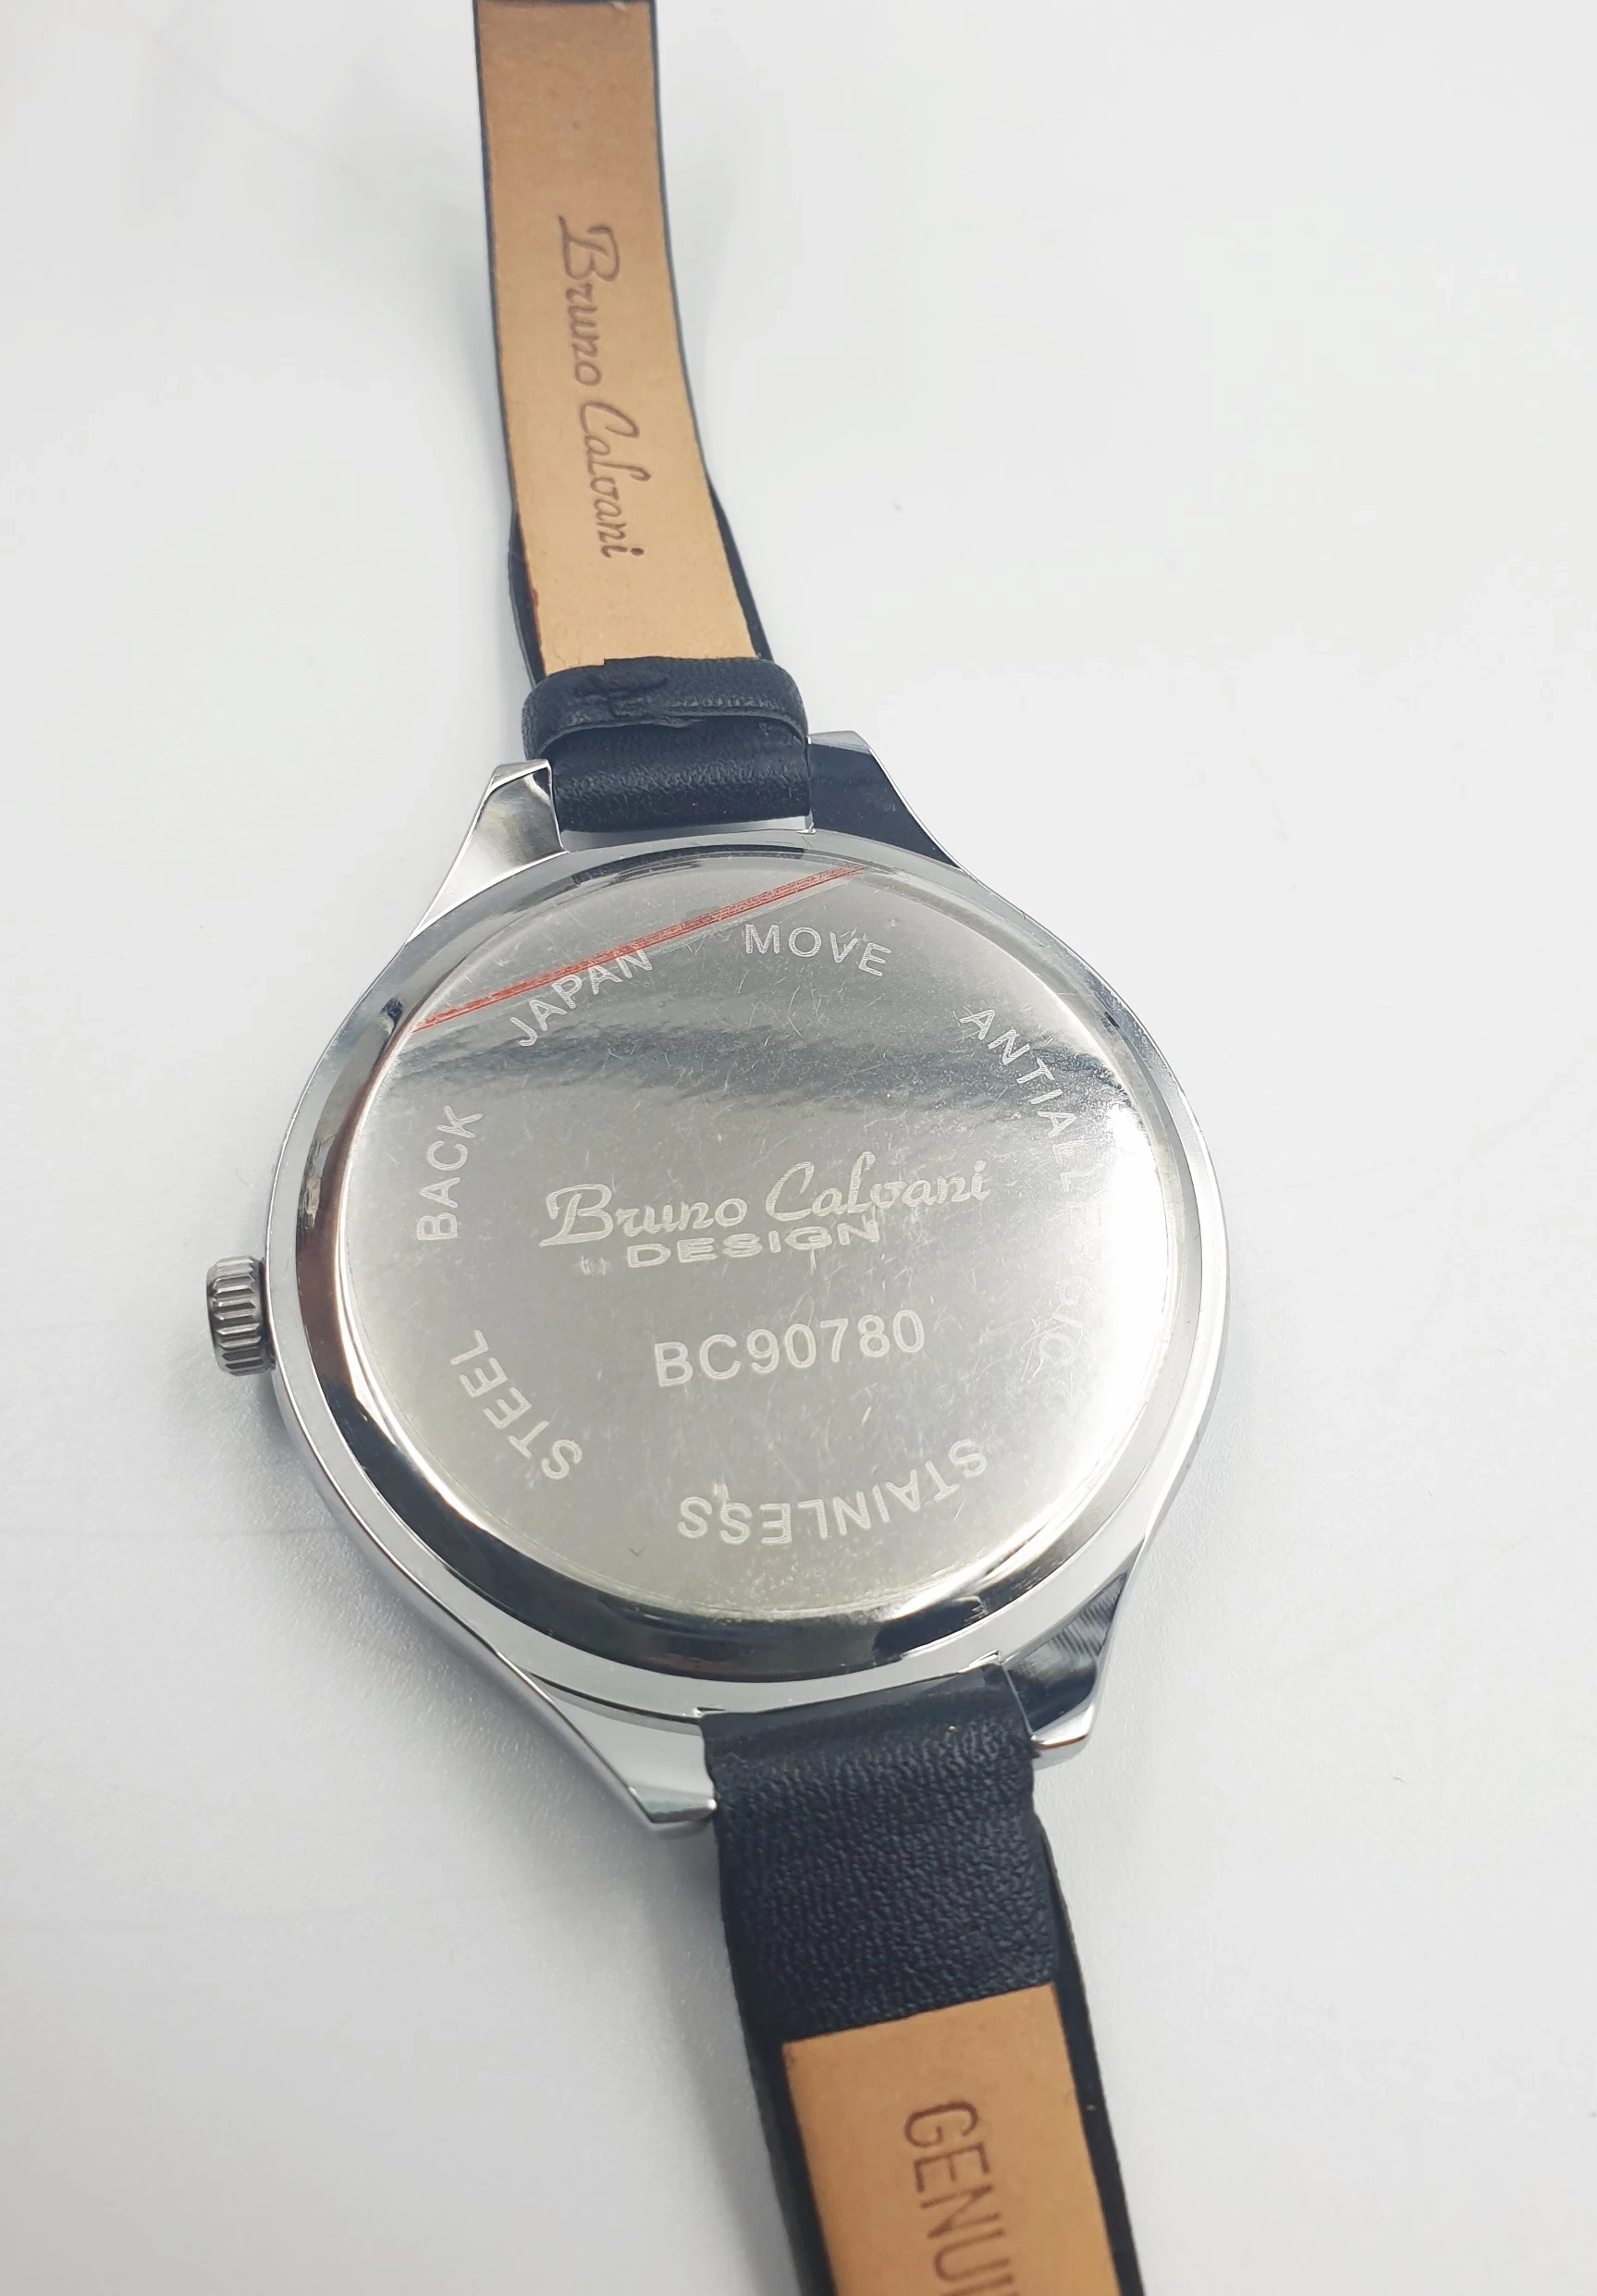 Bruno Calvani
JAPAN MOVE
BACK
STEEL
STAINLESS
Bruno Calvani
DESIGN
BC90780